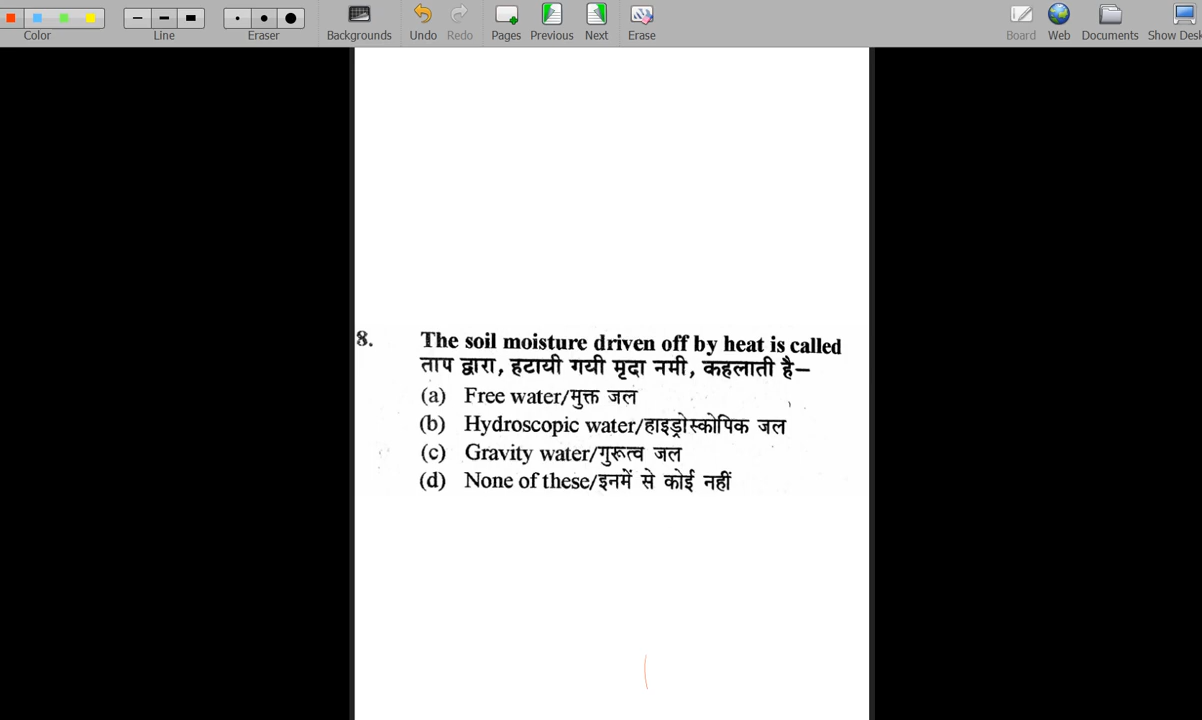 Color
Line
Eraser
Backgrounds
Undo
Redo
Pages
Previous
Next
Erase
Board
Web
Documents
Show Desk
8. The soil moisture driven off by heat is called
ताप द्वारा, हटायी गयी मृदा नमी, कहलाती है–
(a) Free water/मुक्त जल
(b) Hydroscopic water/हाइड्रोस्कोपिक जल
(c) Gravity water/गुरूत्व जल
(d) None of these/इनमें से कोई नहीं